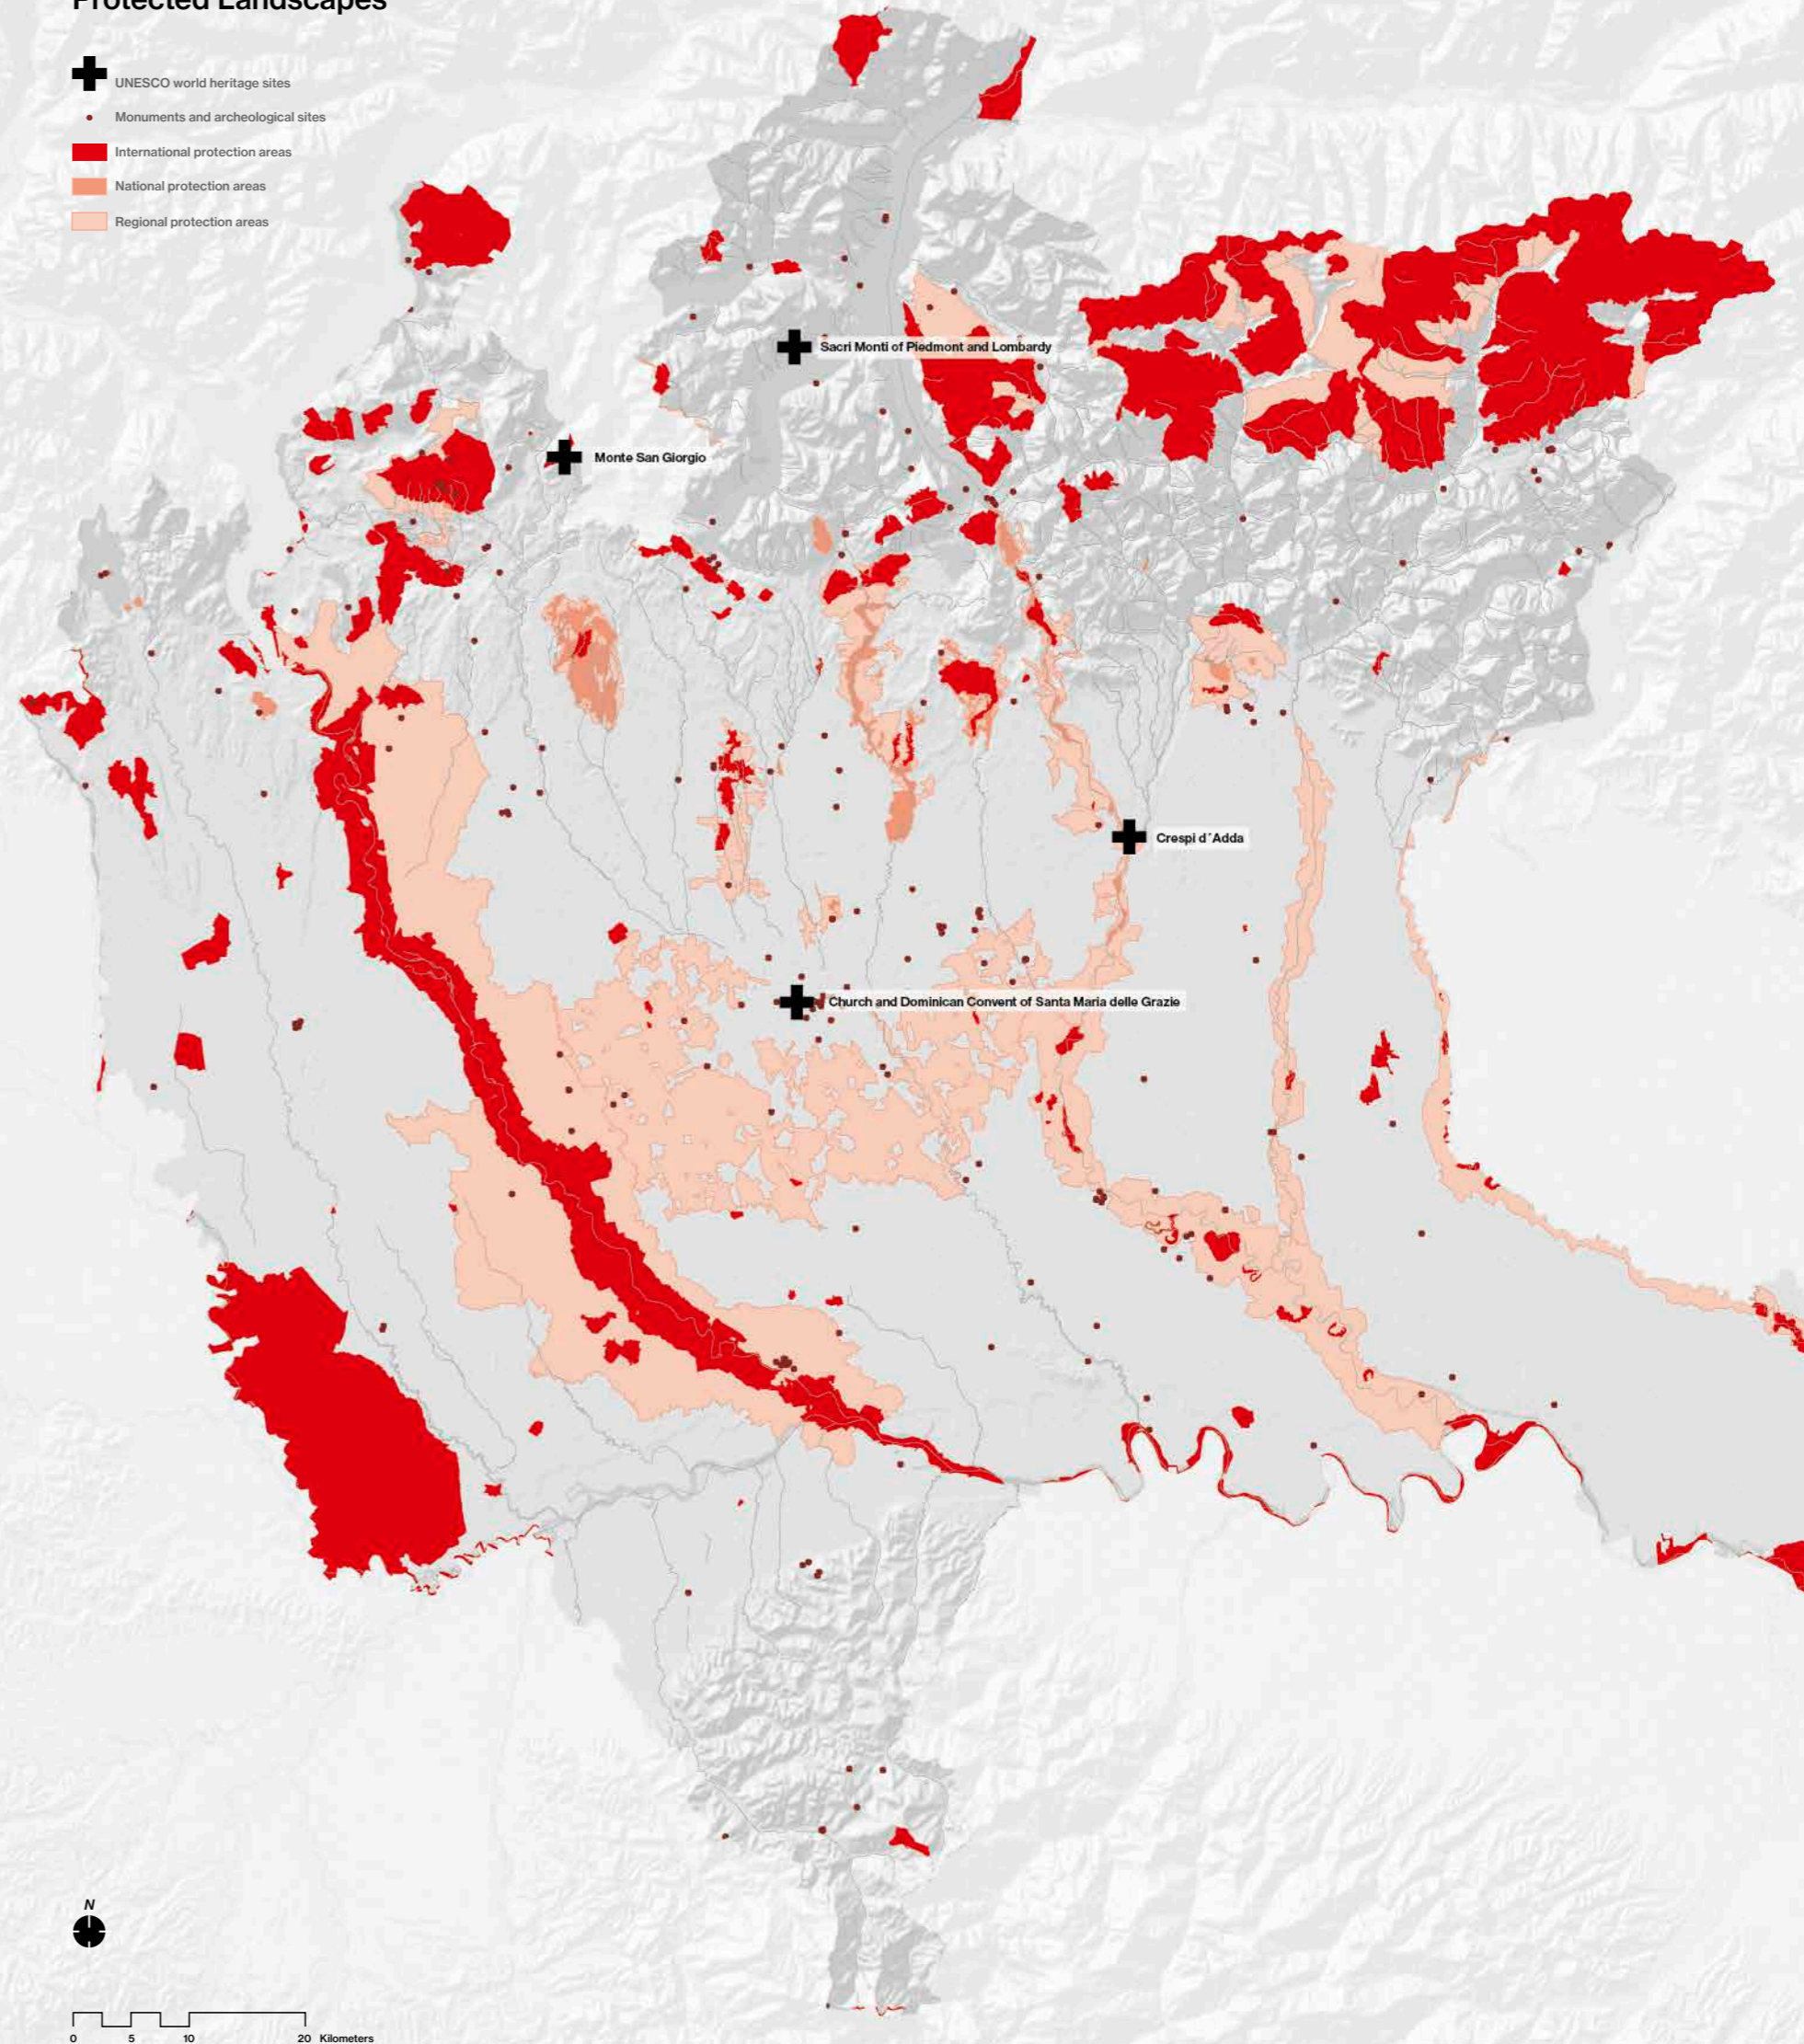 Protected Landscapes
UNESCO world heritage sites
Monuments and archeological sites
International protection areas
National protection areas
Regional protection areas
Sacri Monti of Piedmont and Lombardy
Monte San Giorgio
Crespi d´Adda
Church and Dominican Convent of Santa Maria delle Grazie
N
0 5 10 20 Kilometers